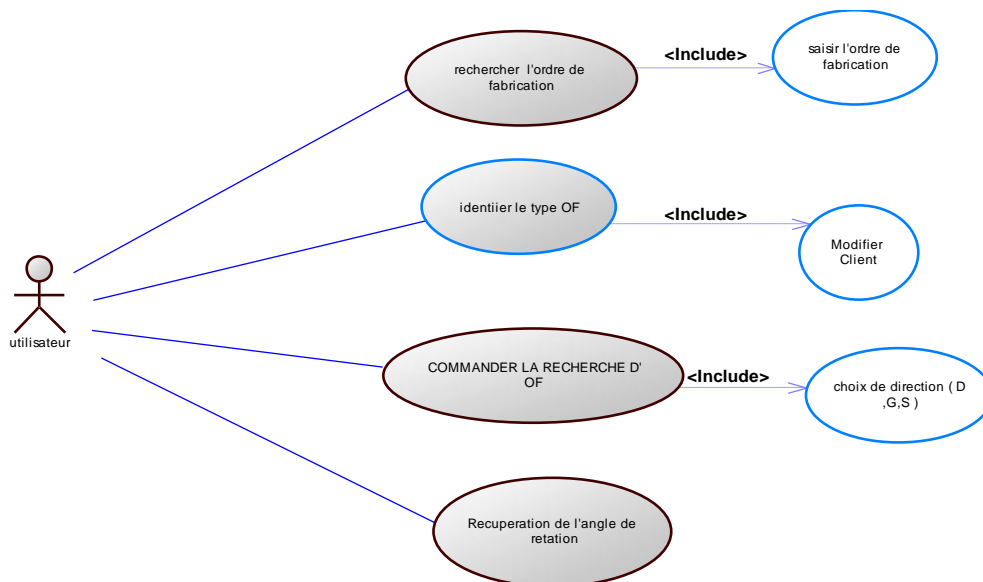 rechercher l'ordre de
fabrication
<Include>
saisir l'ordre de
fabrication
identiier le type OF
<Include>
Modifier
Client
utilisateur
COMMANDER LA RECHERCHE D'
OF
<Include>
choix de direction ( D
,G,S )
Recuperation de l'angle de
retation